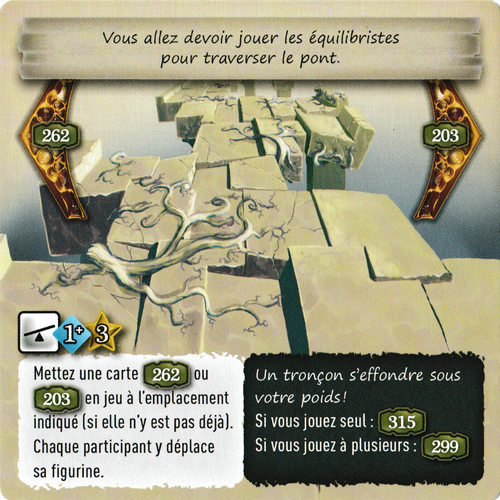 Vous allez devoir jouer les équilibristes
pour traverser le pont.
262
203
1+
3
Mettez une carte 262 ou
203 en jeu à l'emplacement
indiqué (si elle n'y est pas déjà).
Chaque participant y déplace
sa figurine.
Un tronçon s'effondre sous
votre poids!
Si vous jouez seul : 315
Si vous jouez à plusieurs : 299